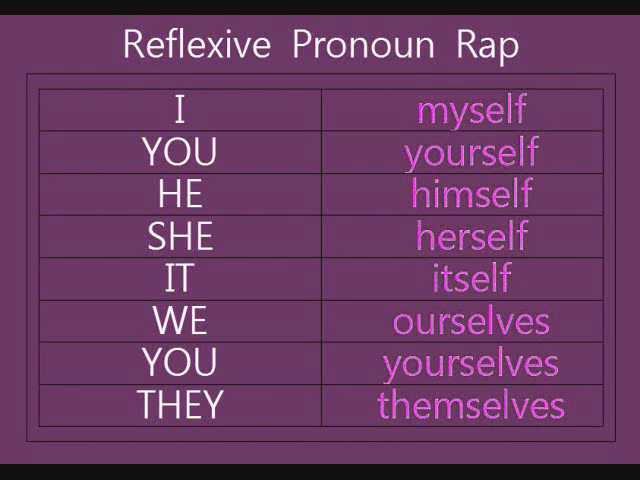 Reflexive Pronoun Rap
I myself
YOU yourself
HE himself
SHE herself
IT itself
WE ourselves
YOU yourselves
THEY themselves